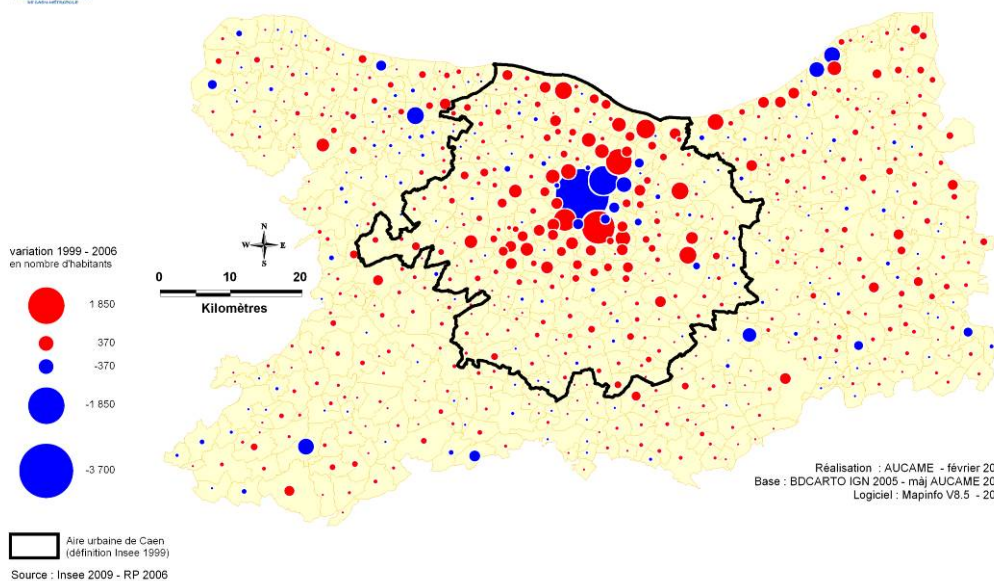 N
W E
S
variation 1999 - 2006
en nombre d'habitants
0 10 20
Kilomètres
1 850
370
-370
-1 850
-3 700
Réalisation : AUCAME - février 20
Base : BDCARTO IGN 2005 - màj AUCAME 20
Logiciel : Mapinfo V8.5 - 20
Aire urbaine de Caen
(définition Insee 1999)
Source : Insee 2009 - RP 2006